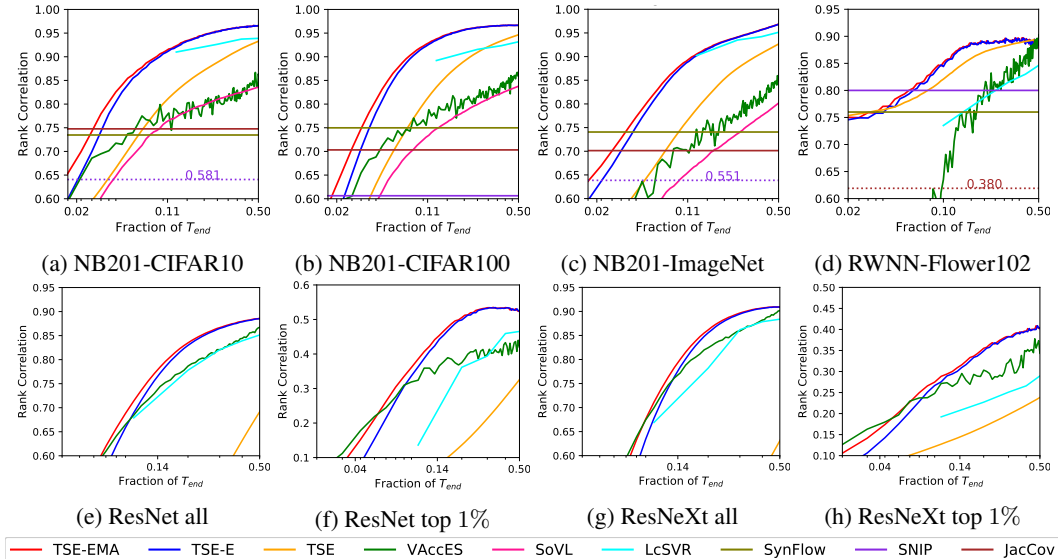 1.00
0.95
0.90
0.85
0.80
0.75
0.70
0.65
0.60
Rank Correlation
0.581
0.02 0.11 0.50
Fraction of T_end
(a) NB201-CIFAR10
1.00
0.95
0.90
0.85
0.80
0.75
0.70
0.65
0.60
Rank Correlation
0.02 0.11 0.50
Fraction of T_end
(b) NB201-CIFAR100
1.00
0.95
0.90
0.85
0.80
0.75
0.70
0.65
0.60
Rank Correlation
0.551
0.02 0.11 0.50
Fraction of T_end
(c) NB201-ImageNet
0.95
0.90
0.85
0.80
0.75
0.70
0.65
0.60
Rank Correlation
0.380
0.02 0.10 0.50
Fraction of T_end
(d) RWNN-Flower102
0.95
0.90
0.85
0.80
0.75
0.70
0.65
0.60
Rank Correlation
0.14 0.50
Fraction of T_end
(e) ResNet all
0.6
0.5
0.4
0.3
0.2
0.1
Rank Correlation
0.04 0.14 0.50
Fraction of T_end
(f) ResNet top 1%
0.95
0.90
0.85
0.80
0.75
0.70
0.65
0.60
Rank Correlation
0.14 0.50
Fraction of T_end
(g) ResNeXt all
0.50
0.45
0.40
0.35
0.30
0.25
0.20
0.15
0.10
Rank Correlation
0.04 0.14 0.50
Fraction of T_end
(h) ResNeXt top 1%
TSE-EMA TSE-E TSE VAccES SoVL LcSVR SynFlow SNIP JacCov